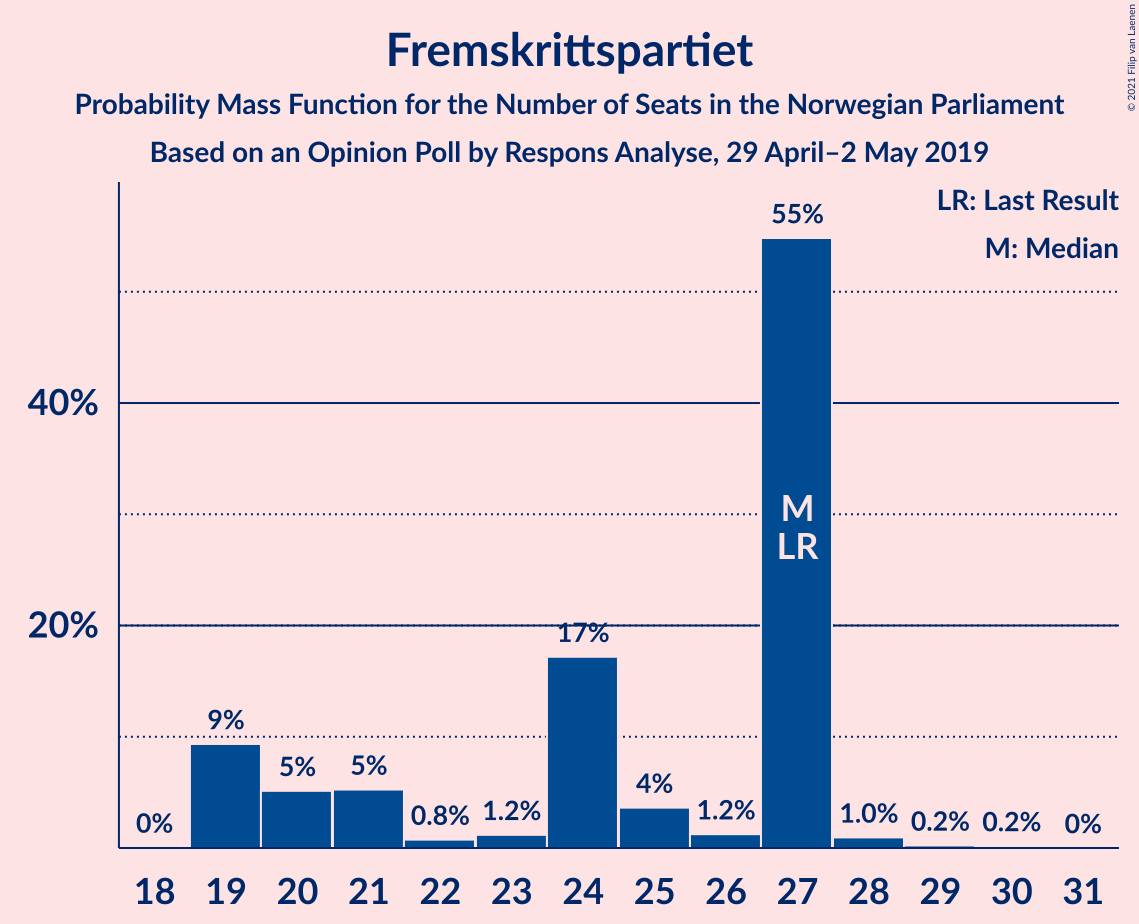 Fremskrittspartiet
Probability Mass Function for the Number of Seats in the Norwegian Parliament
Based on an Opinion Poll by Respons Analyse, 29 April–2 May 2019
© 2021 Filip van Laenen
LR: Last Result
M: Median
40%
20%
0%
9%
5%
5%
0.8%
1.2%
17%
4%
1.2%
55%
1.0%
0.2%
0.2%
0%
M
LR
18 19 20 21 22 23 24 25 26 27 28 29 30 31